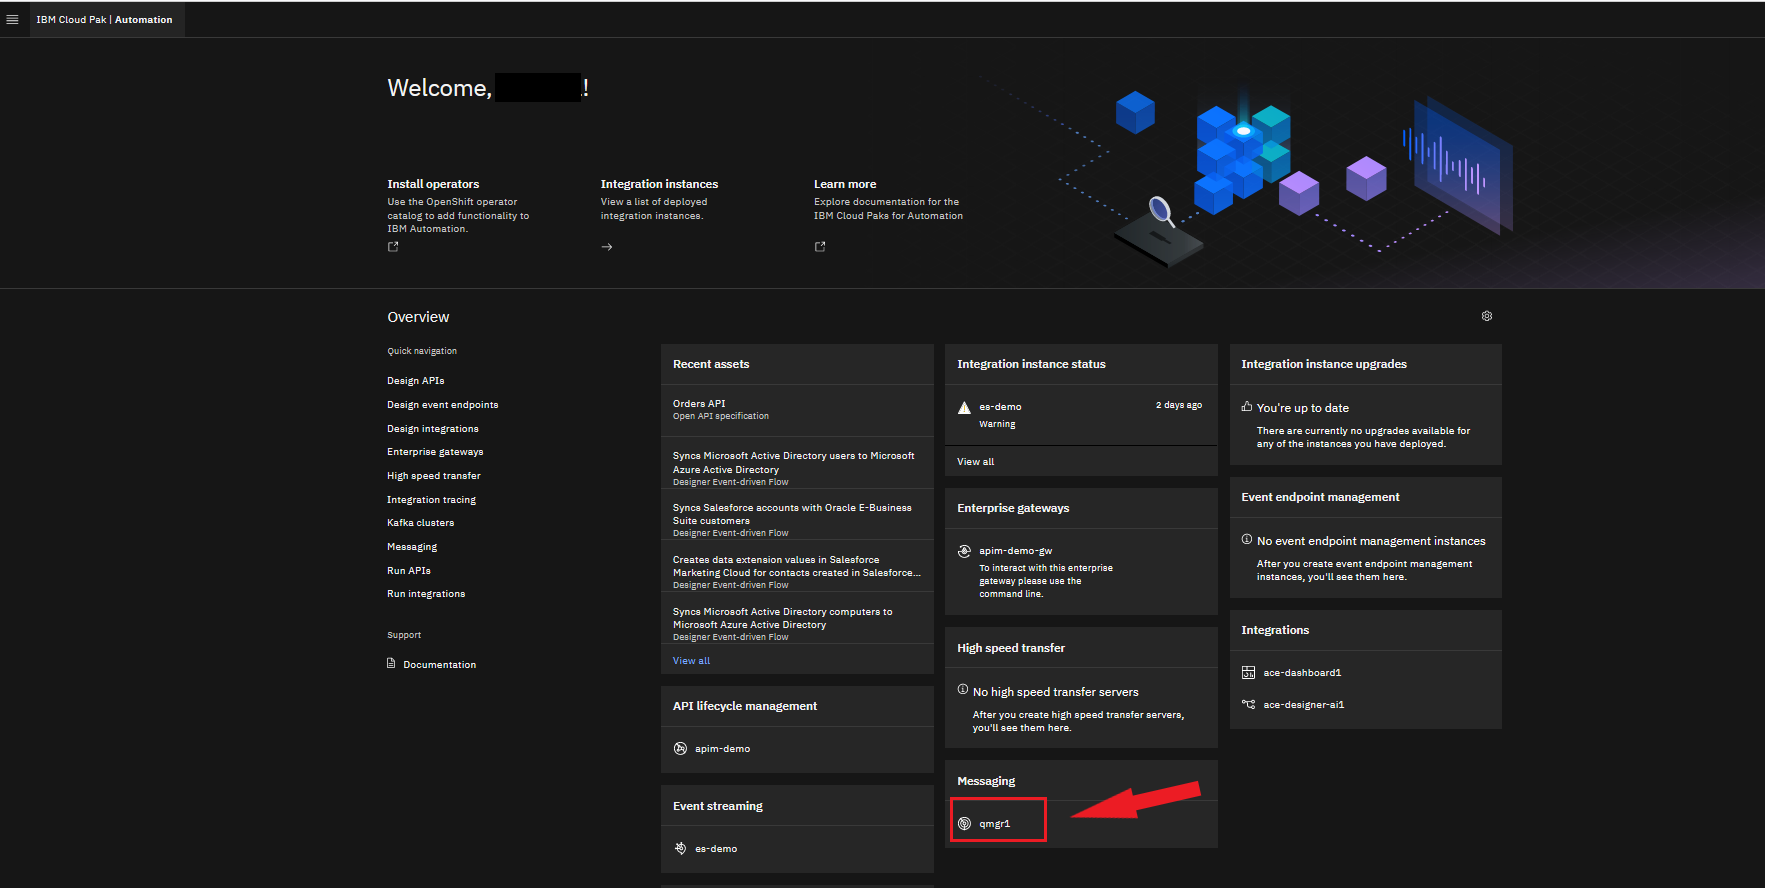 IBM Cloud Pak | Automation
Welcome, !
Install operators
Use the OpenShift operator
catalog to add functionality to
IBM Automation.
Integration instances
View a list of deployed
integration instances.
Learn more
Explore documentation for the
IBM Cloud Paks for Automation
Overview
Quick navigation
Design APIs
Design event endpoints
Design integrations
Enterprise gateways
High speed transfer
Integration tracing
Kafka clusters
Messaging
Run APIs
Run integrations
Support
Documentation
Recent assets
Orders API
Open API specification
Syncs Microsoft Active Directory users to Microsoft
Azure Active Directory
Designer Event-driven Flow
Syncs Salesforce accounts with Oracle E-Business
Suite customers
Designer Event-driven Flow
Creates data extension values in Salesforce
Marketing Cloud for contacts created in Salesforce...
Designer Event-driven Flow
Syncs Microsoft Active Directory computers to
Microsoft Azure Active Directory
Designer Event-driven Flow
View all
API lifecycle management
apim-demo
Event streaming
es-demo
Integration instance status
es-demo
2 days ago
Warning
View all
Enterprise gateways
apim-demo-gw
To interact with this enterprise
gateway please use the
command line.
High speed transfer
No high speed transfer servers
After you create high speed transfer servers,
you'll see them here.
Messaging
qmgr1
Integration instance upgrades
You're up to date
There are currently no upgrades available for
any of the instances you have deployed.
Event endpoint management
No event endpoint management instances
After you create event endpoint management
instances, you'll see them here.
Integrations
ace-dashboard1
ace-designer-ai1